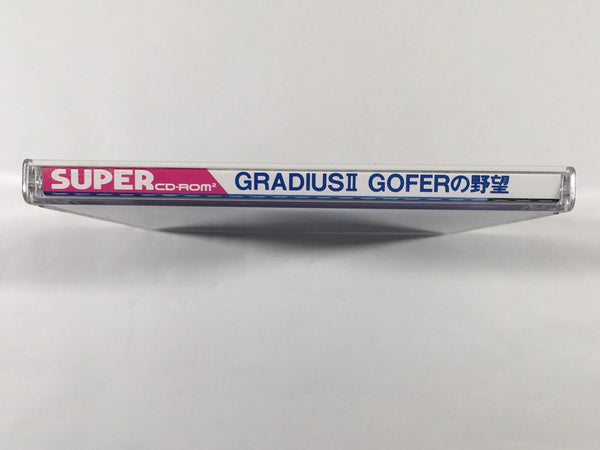 SUPER CD-ROM² GRADIUSII GOFERの野望